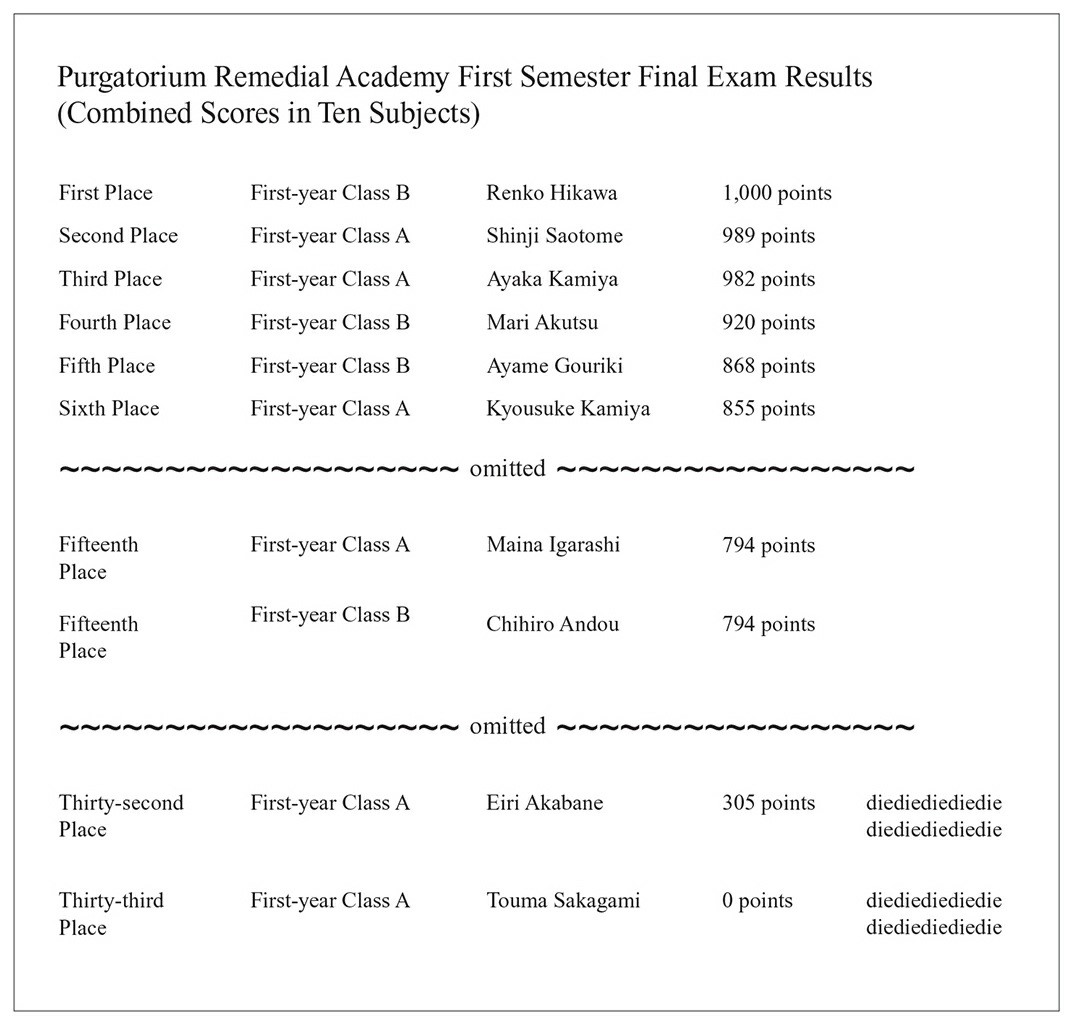 Purgatorium Remedial Academy First Semester Final Exam Results
(Combined Scores in Ten Subjects)
First Place First-year Class B Renko Hikawa 1,000 points
Second Place First-year Class A Shinji Saotome 989 points
Third Place First-year Class A Ayaka Kamiya 982 points
Fourth Place First-year Class B Mari Akutsu 920 points
Fifth Place First-year Class B Ayame Gouriki 868 points
Sixth Place First-year Class A Kyousuke Kamiya 855 points
~~~~~~~~~~~~~~~~~~~ omitted ~~~~~~~~~~~~~~~~~
Fifteenth First-year Class A Maina Igarashi 794 points
Place
Fifteenth First-year Class B Chihiro Andou 794 points
Place
~~~~~~~~~~~~~~~~~~~ omitted ~~~~~~~~~~~~~~~~~
Thirty-second First-year Class A Eiri Akabane 305 points diediediediedie
Place diediediediedie
Thirty-third First-year Class A Touma Sakagami 0 points diediediediedie
Place diediediediedie